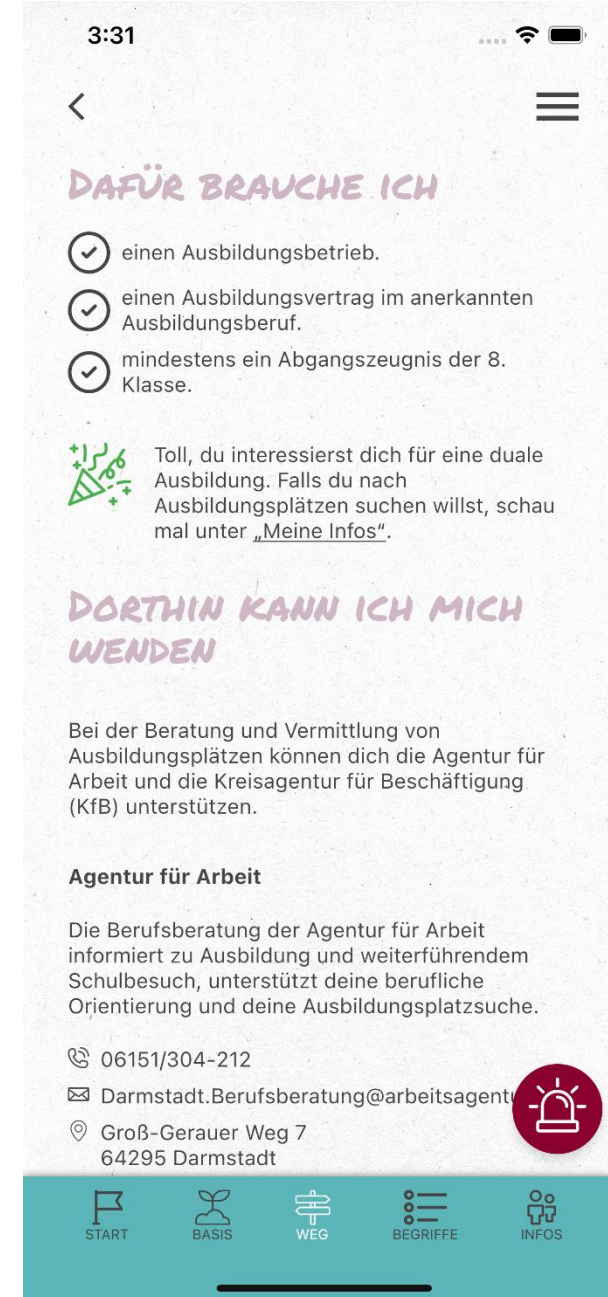 3:31
DAFÜR BRAUCHE ICH
einen Ausbildungsbetrieb.
einen Ausbildungsvertrag im anerkannten
Ausbildungsberuf.
mindestens ein Abgangszeugnis der 8.
Klasse.
Toll, du interessierst dich für eine duale
Ausbildung. Falls du nach
Ausbildungsplätzen suchen willst, schau
mal unter „Meine Infos“.
DORTHIN KANN ICH MICH
WENDEN
Bei der Beratung und Vermittlung von
Ausbildungsplätzen können dich die Agentur für
Arbeit und die Kreisagentur für Beschäftigung
(KfB) unterstützen.
Agentur für Arbeit
Die Berufsberatung der Agentur für Arbeit
informiert zu Ausbildung und weiterführendem
Schulbesuch, unterstützt deine berufliche
Orientierung und deine Ausbildungsplatzsuche.
06151/304-212
Darmstadt.Berufsberatung@arbeitsagent
Groß-Gerauer Weg 7
64295 Darmstadt
START BASIS WEG BEGRIFFE INFOS